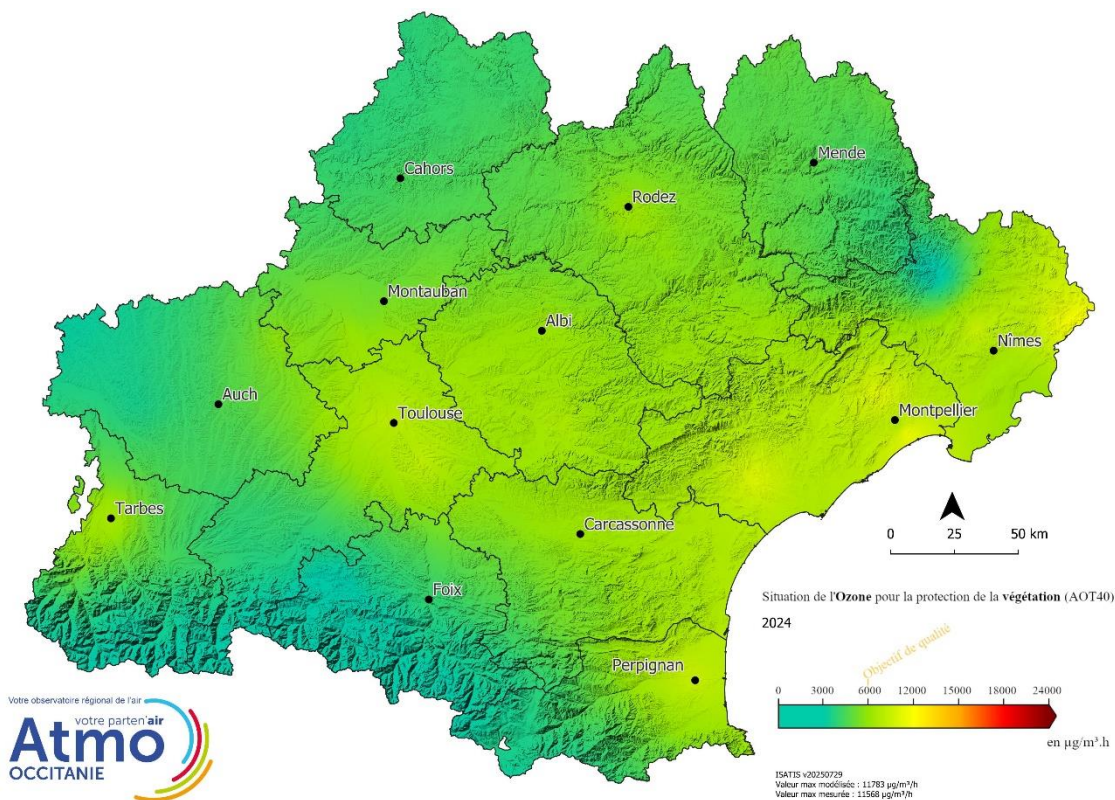 Cahors
Mende
Rodez
Montauban
Albi
Nîmes
Auch
Toulouse
Montpellier
Tarbes
Carcassonne
Foix
Perpignan
0 25 50 km
Situation de l'Ozone pour la protection de la végétation (AOT40)
2024
Objectif de qualité
0 3000 6000 12000 15000 18000 24000
en µg/m³.h
ISATIS v20250729
Valeur max modélisée : 11783 µg/m³/h
Valeur max mesurée : 11568 µg/m³/h
Votre observatoire régional de l'air
votre parten'air
Atmo
OCCITANIE